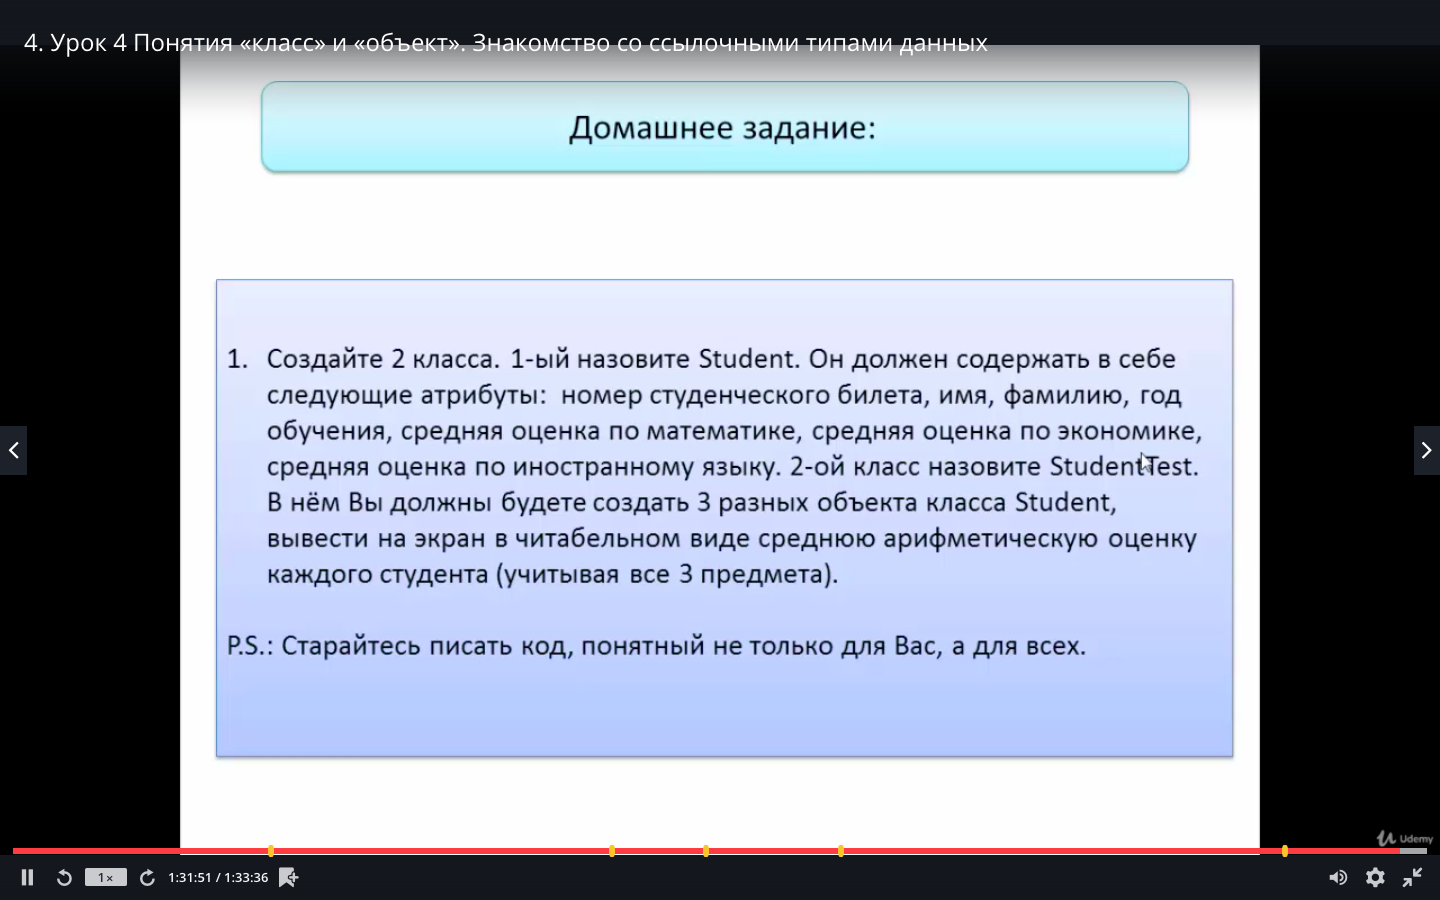 4. Урок 4 Понятия «класс» и «объект». Знакомство со ссылочными типами данных
Домашнее задание:
1. Создайте 2 класса. 1-ый назовите Student. Он должен содержать в себе
следующие атрибуты: номер студенческого билета, имя, фамилию, год
обучения, средняя оценка по математике, средняя оценка по экономике,
средняя оценка по иностранному языку. 2-ой класс назовите StudentTest.
В нём Вы должны будете создать 3 разных объекта класса Student,
вывести на экран в читабельном виде среднюю арифметическую оценку
каждого студента (учитывая все 3 предмета).
P.S.: Старайтесь писать код, понятный не только для Вас, а для всех.
Udemy
1× 1:31:51 / 1:33:36